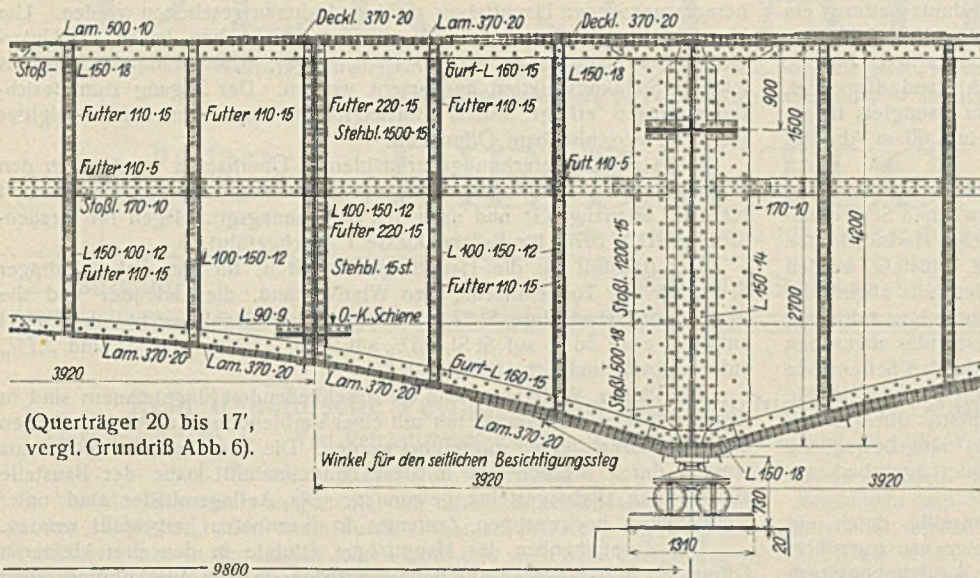 Lam. 500·10
Deckl. 370·20
Lam. 370·20
Deckl. 370·20
Stoß-
L 150·18
Gurt-L 160·15
L 150·18
Futter 110·15
Futter 110·15
Futter 220·15
Futter 110·15
Stehbl. 1500·15
900
1500
Futter 110·5
Futt. 110·5
Stoßl. 170·10
170·10
L 100·150·12
Futter 220·15
L 150·100·12
Futter 110·15
L 100·150·12
Stehbl. 15 st.
L 100·150·12
Futter 110·15
Stoßl. 1200·15
L 150·14
2700
4200
L 90·9
O.-K. Schiene
Lam. 370·20
Lam. 370·20
Lam. 370·20
Gurt-L 160·15
Stoßl. 500·8
Lam. 370·20
3920
(Querträger 20 bis 17′
vergl. Grundriß Abb. 6).
Winkel für den seitlichen Besichtigungssteg
3920
L 150·18
3920
730
1310
20
9800